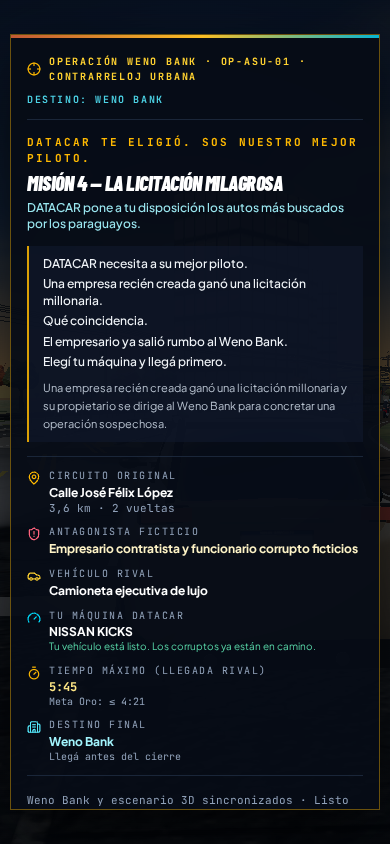 OPERACIÓN WENO BANK · OP-ASU-01 ·
CONTRARRELOJ URBANA
DESTINO: WENO BANK
DATACAR TE ELIGIÓ. SOS NUESTRO MEJOR
PILOTO.
MISIÓN 4 — LA LICITACIÓN MILAGROSA
DATACAR pone a tu disposición los autos más buscados
por los paraguayos.
DATACAR necesita a su mejor piloto.
Una empresa recién creada ganó una licitación
millonaria.
Qué coincidencia.
El empresario ya salió rumbo al Weno Bank.
Elegí tu máquina y llegá primero.
Una empresa recién creada ganó una licitación millonaria y
su propietario se dirige al Weno Bank para concretar una
operación sospechosa.
CIRCUITO ORIGINAL
Calle José Félix López
3,6 km · 2 vueltas
ANTAGONISTA FICTICIO
Empresario contratista y funcionario corrupto ficticios
VEHÍCULO RIVAL
Camioneta ejecutiva de lujo
TU MÁQUINA DATACAR
NISSAN KICKS
Tu vehículo está listo. Los corruptos ya están en camino.
TIEMPO MÁXIMO (LLEGADA RIVAL)
5:45
Meta Oro: ≤ 4:21
DESTINO FINAL
Weno Bank
Llegá antes del cierre
Weno Bank y escenario 3D sincronizados · Listo